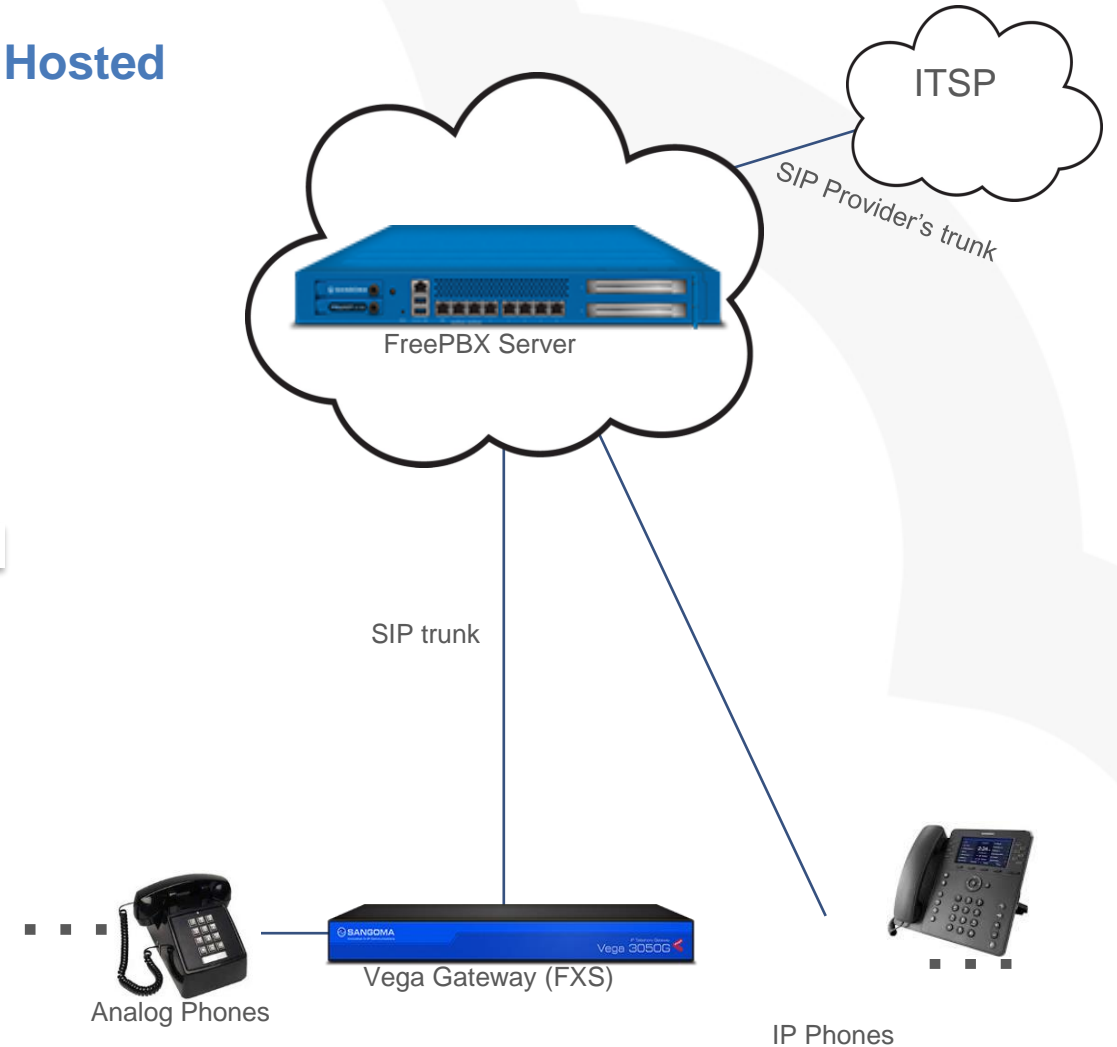 Hosted
ITSP
SIP Provider's trunk
SANGOMA
FreePBX Server
SIP trunk
SANGOMA
Vega 3050G
Vega Gateway (FXS)
Analog Phones
IP Phones